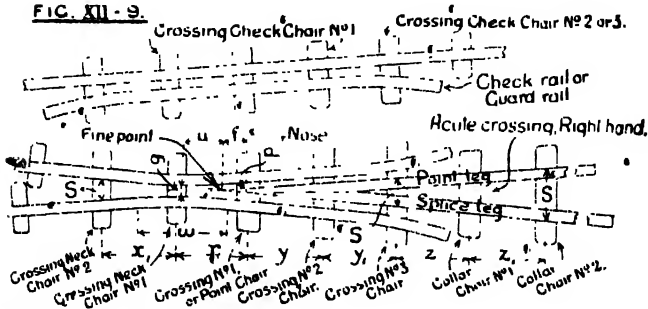 FIG. XII - 9.
Crossing Check Chair No 1
Crossing Check Chair No 2 or 3.
Check rail or
Guard rail
Acute crossing, Right hand.
Fine point
u
f
Nose
g
d
S
Point leg
Splice leg
S
S
x
w
F
y
y,
z
z,
Crossing Neck
Chair No 2
Crossing Neck
Chair No 1
Crossing No 1
or Point Chair
Crossing No 2
Chair.
Crossing No 3
Chair
Collar
Chair No 1
Collar
Chair No 2.